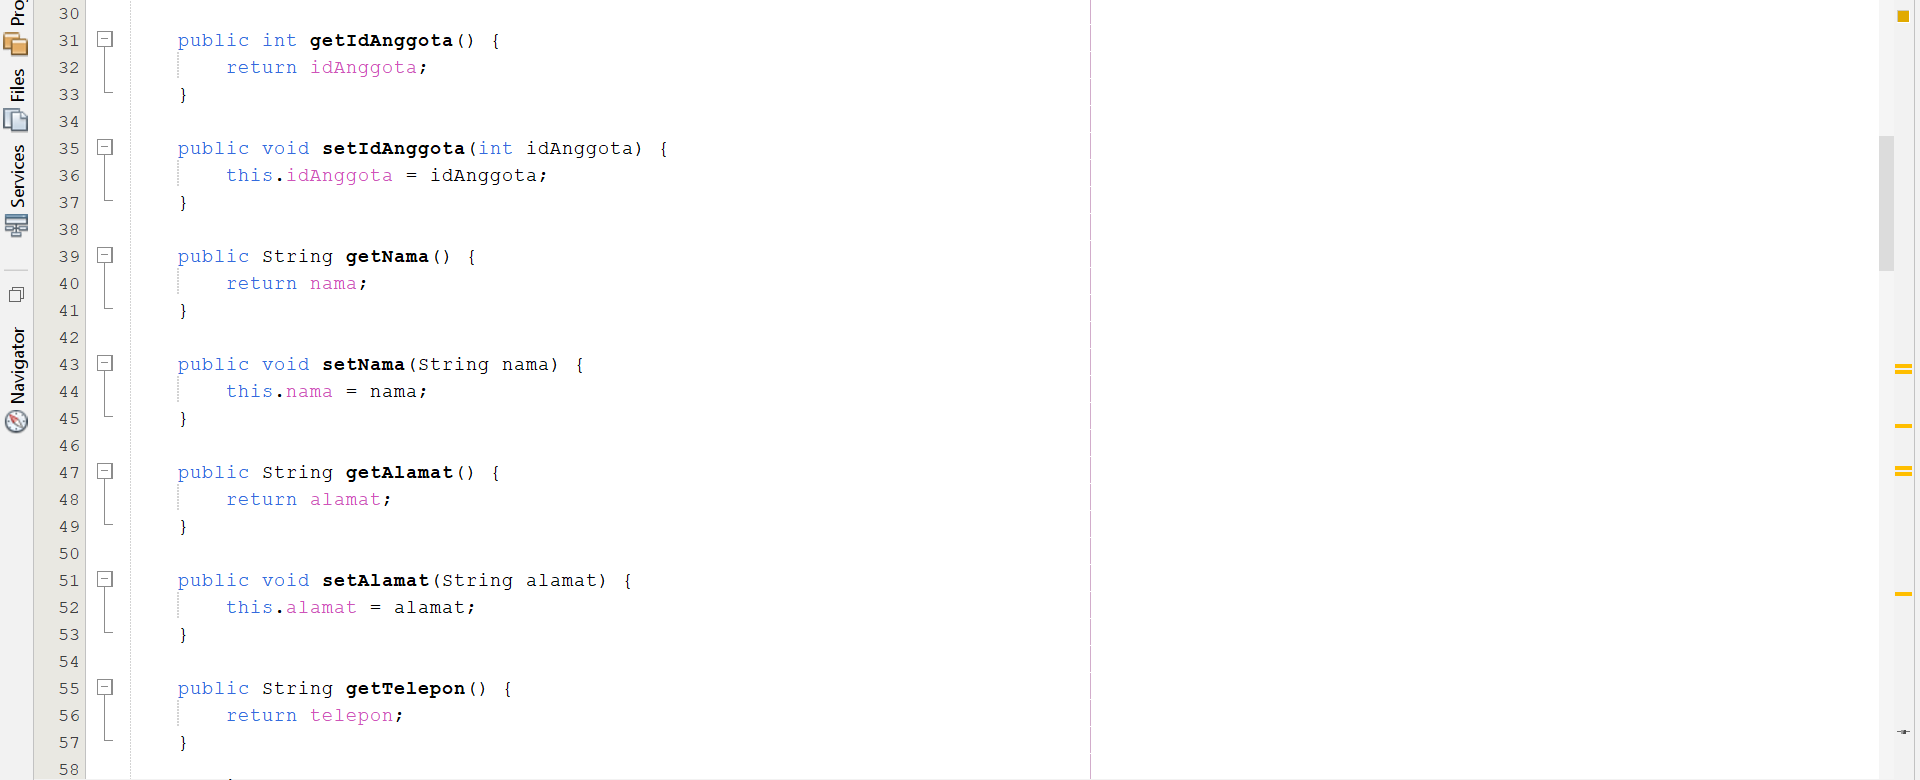 Pro
Files
Services
Navigator
30
31 public int getIdAnggota() {
32 return idAnggota;
33 }
34
35 public void setIdAnggota(int idAnggota) {
36 this.idAnggota = idAnggota;
37 }
38
39 public String getNama() {
40 return nama;
41 }
42
43 public void setNama(String nama) {
44 this.nama = nama;
45 }
46
47 public String getAlamat() {
48 return alamat;
49 }
50
51 public void setAlamat(String alamat) {
52 this.alamat = alamat;
53 }
54
55 public String getTelepon() {
56 return telepon;
57 }
58